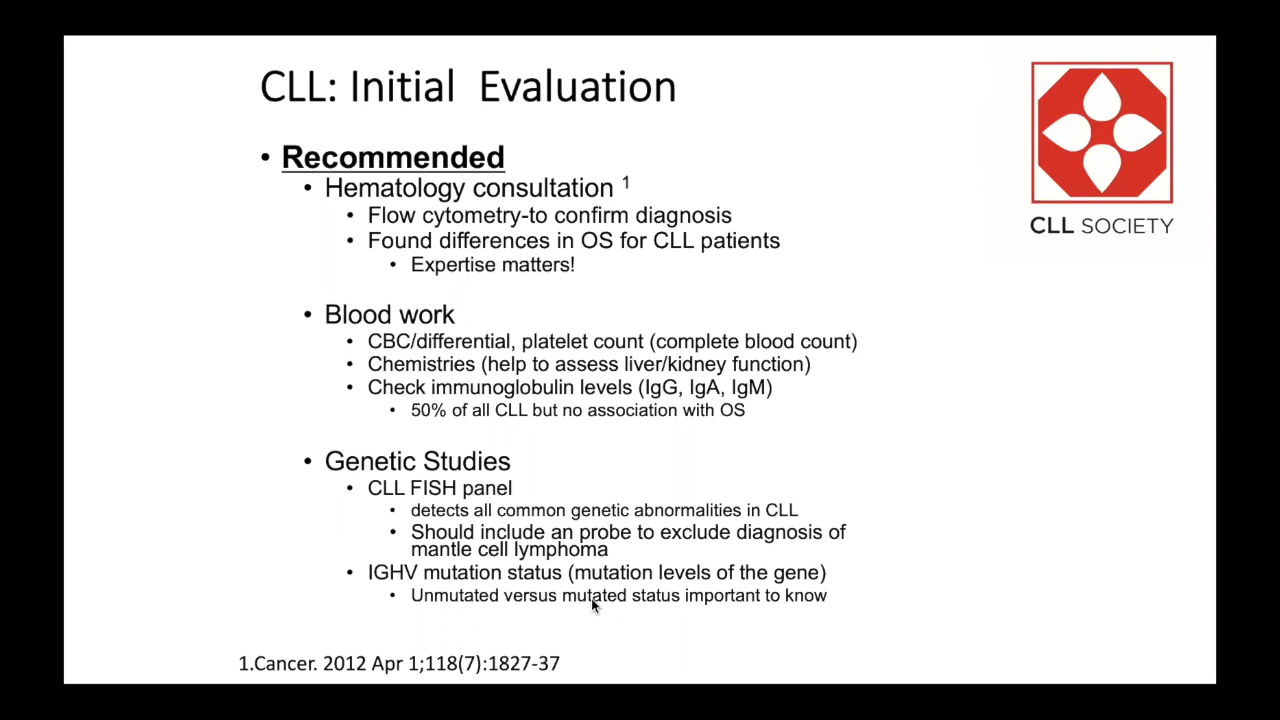 CLL: Initial Evaluation
• Recommended
• Hematology consultation 1
• Flow cytometry-to confirm diagnosis
• Found differences in OS for CLL patients
• Expertise matters!
• Blood work
• CBC/differential, platelet count (complete blood count)
• Chemistries (help to assess liver/kidney function)
• Check immunoglobulin levels (IgG, IgA, IgM)
• 50% of all CLL but no association with OS
• Genetic Studies
• CLL FISH panel
• detects all common genetic abnormalities in CLL
• Should include an probe to exclude diagnosis of
mantle cell lymphoma
• IGHV mutation status (mutation levels of the gene)
• Unmutated versus mutated status important to know
1.Cancer. 2012 Apr 1;118(7):1827-37
CLL SOCIETY